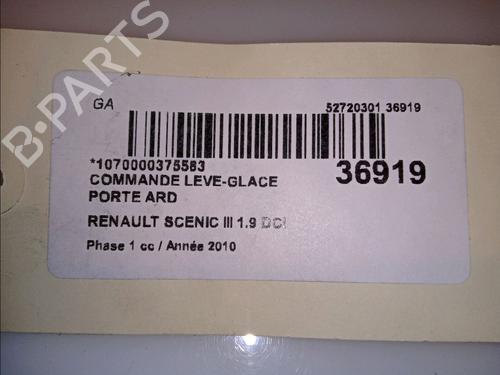 B-PARTS
GA
52720301 36919
*1070000375583
36919
COMMANDE LEVE-GLACE
PORTE ARD
RENAULT SCENIC III 1.9 DCI
Phase 1 cc / Année 2010